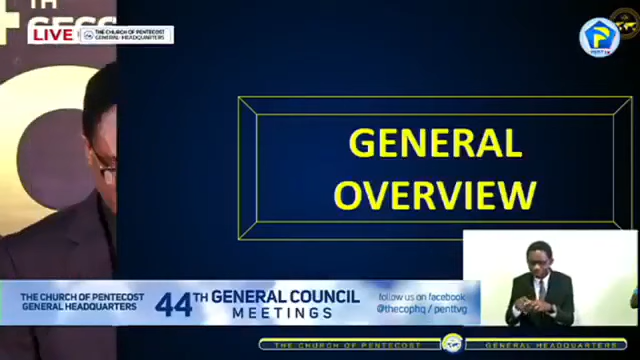 TH
LIVE
THE CHURCH OF PENTECOST
GENERAL HEADQUARTERS
GENERAL
OVERVIEW
THE CHURCH OF PENTECOST
GENERAL HEADQUARTERS
44TH GENERAL COUNCIL
MEETINGS
follow us on facebook
@thecophq / penttvg
THE CHURCH OF PENTECOST
GENERAL HEADQUARTERS